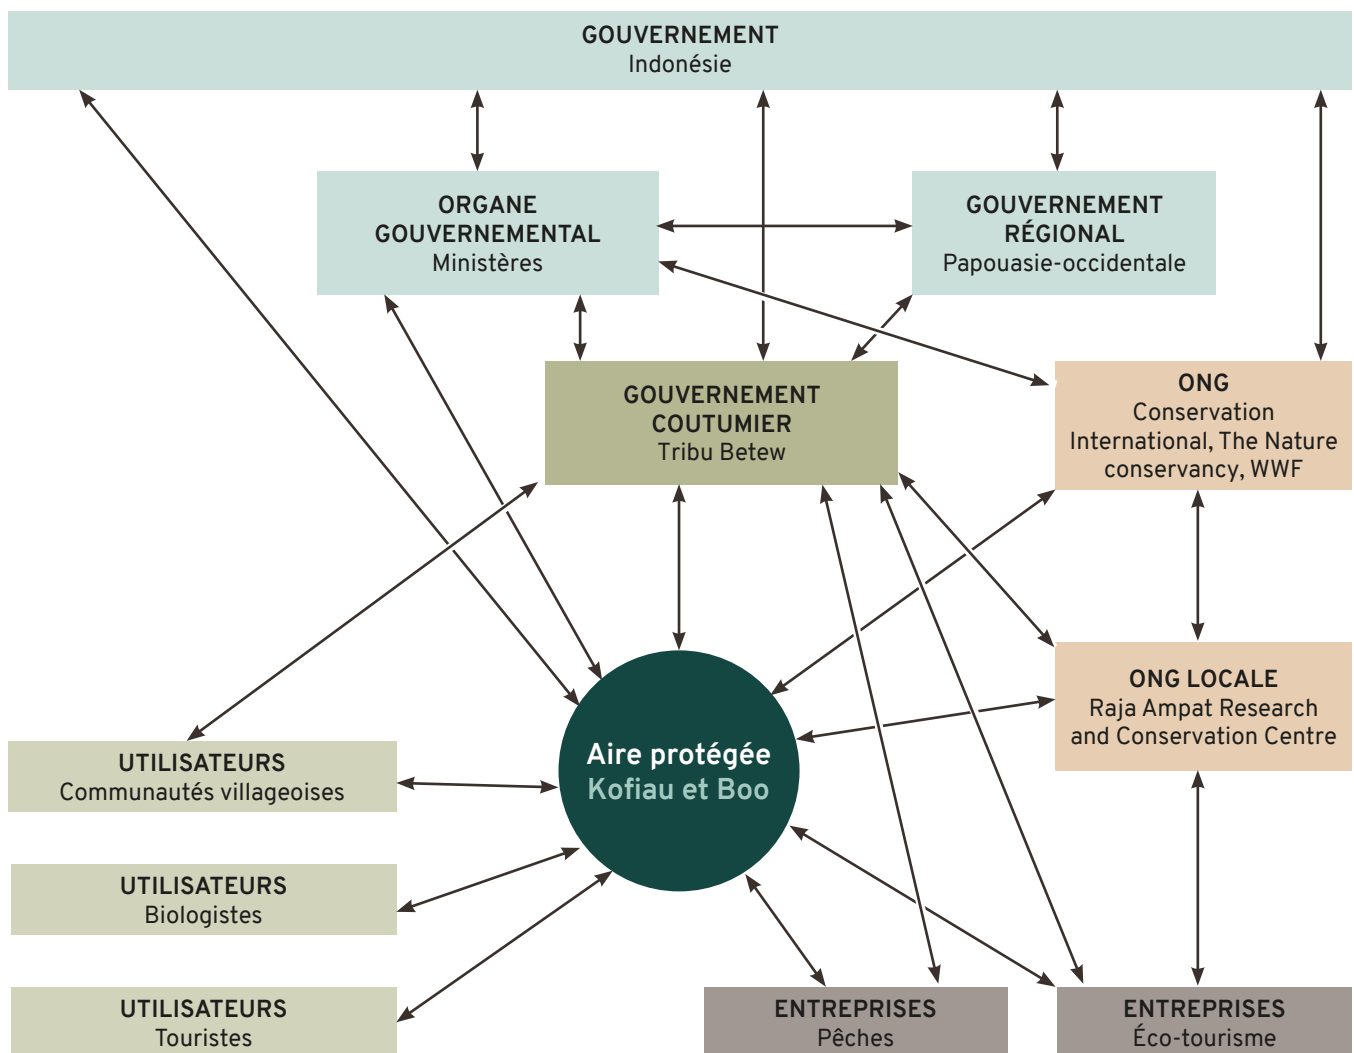 GOUVERNEMENT
Indonésie
ORGANE
GOUVERNEMENTAL
Ministères
GOUVERNEMENT
RÉGIONAL
Papouasie-occidentale
GOUVERNEMENT
COUTUMIER
Tribu Betew
ONG
Conservation
International, The Nature
conservancy, WWF
ONG LOCALE
Raja Ampat Research
and Conservation Centre
Aire protégée
Kofiau et Boo
UTILISATEURS
Communautés villageoises
UTILISATEURS
Biologistes
UTILISATEURS
Touristes
ENTREPRISES
Pêches
ENTREPRISES
Éco-tourisme